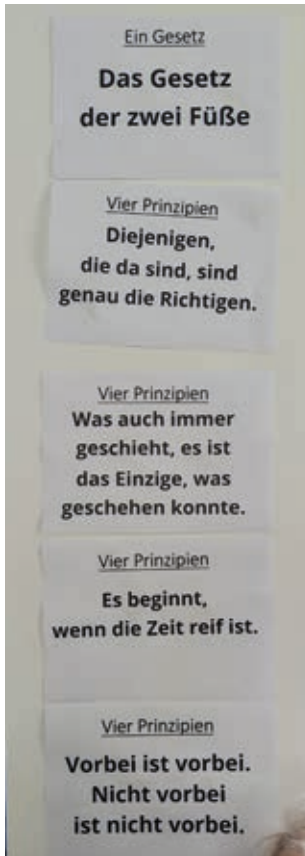 Ein Gesetz
Das Gesetz
der zwei Füße
Vier Prinzipien
Diejenigen,
die da sind, sind
genau die Richtigen.
Vier Prinzipien
Was auch immer
geschieht, es ist
das Einzige, was
geschehen konnte.
Vier Prinzipien
Es beginnt,
wenn die Zeit reif ist.
Vier Prinzipien
Vorbei ist vorbei.
Nicht vorbei
ist nicht vorbei.